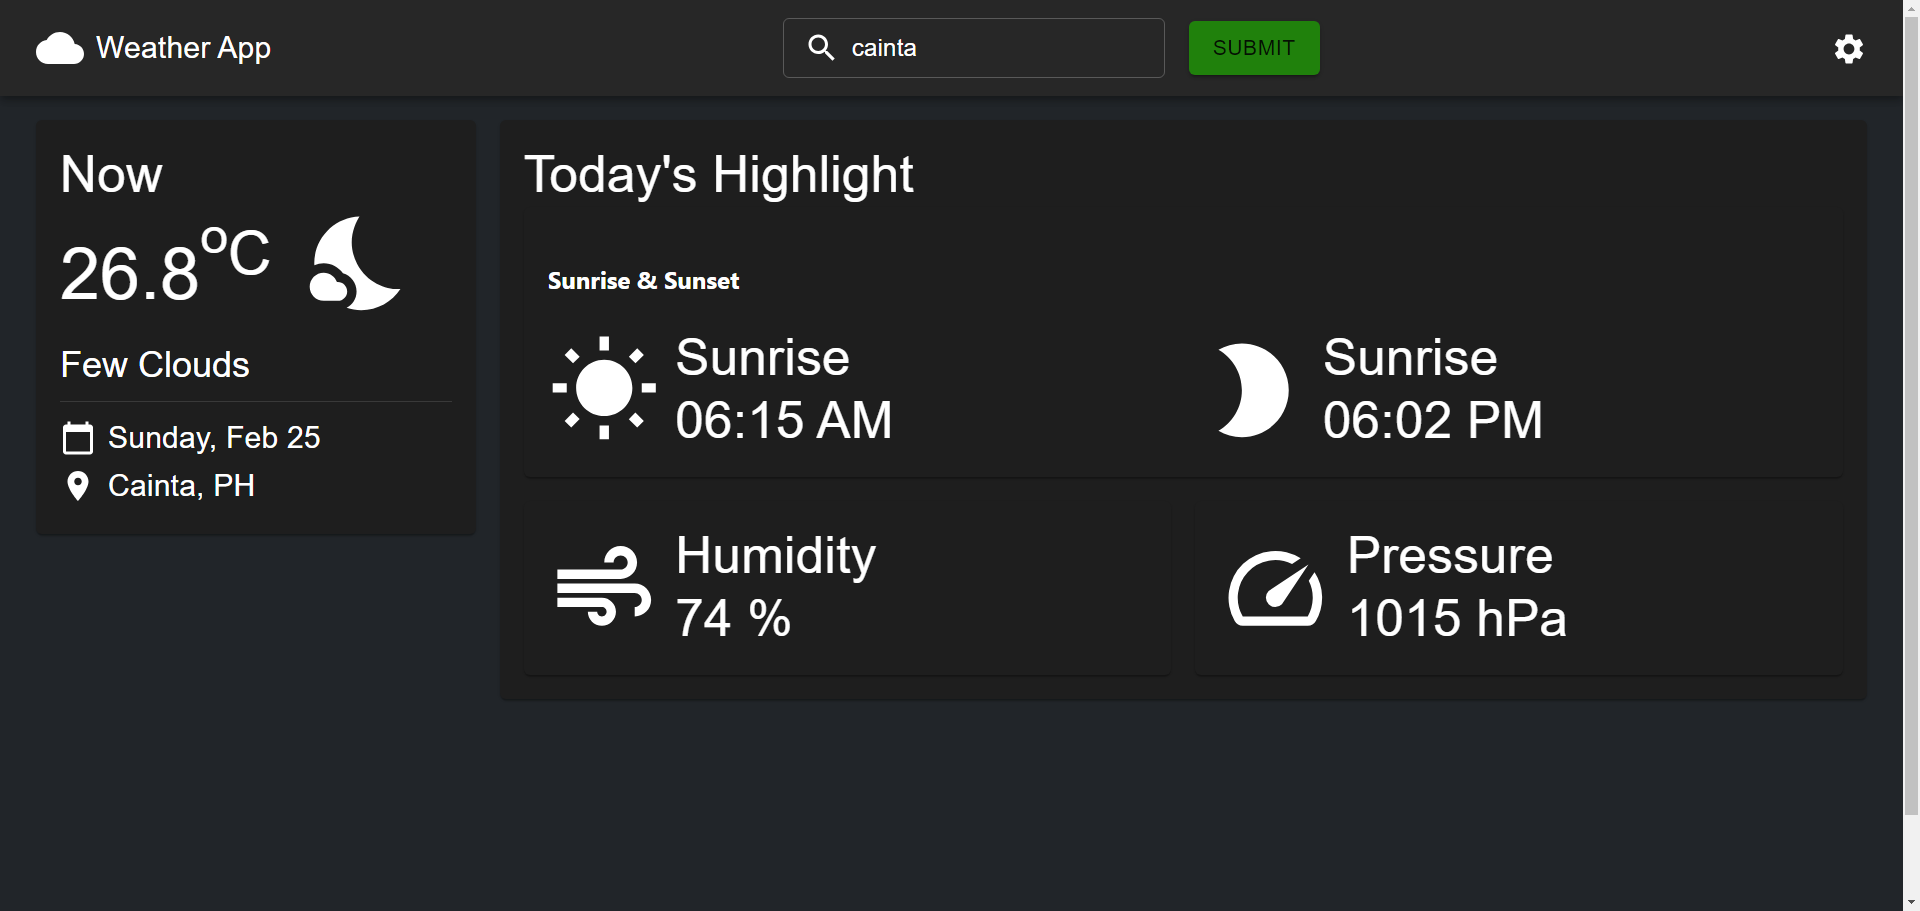 Weather App
cainta
SUBMIT
Now
26.8°C
Few Clouds
Sunday, Feb 25
Cainta, PH
Today's Highlight
Sunrise & Sunset
Sunrise
06:15 AM
Sunrise
06:02 PM
Humidity
74 %
Pressure
1015 hPa